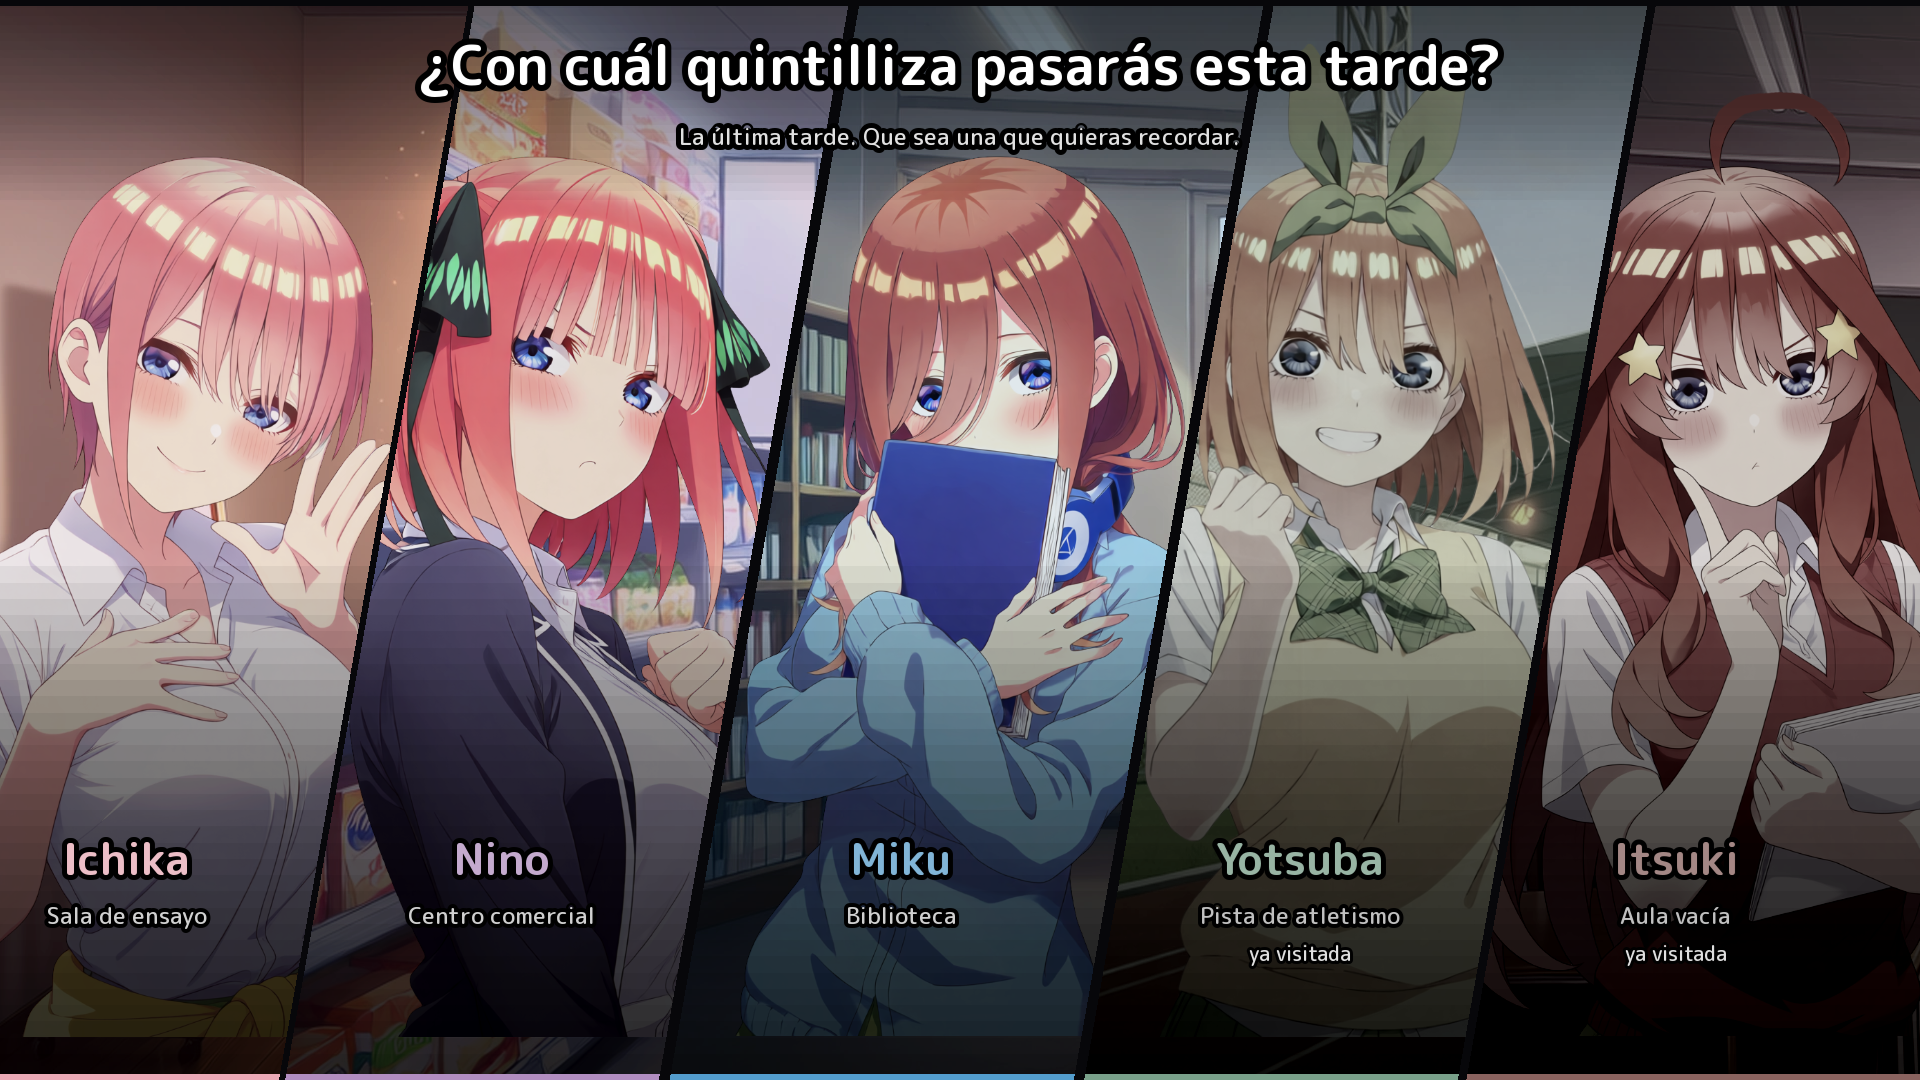 ¿Con cuál quintilliza pasarás esta tarde?
La última tarde. Que sea una que quieras recordar.
Ichika
Sala de ensayo
Nino
Centro comercial
Miku
Biblioteca
Yotsuba
Pista de atletismo
ya visitada
Itsuki
Aula vacía
ya visitada